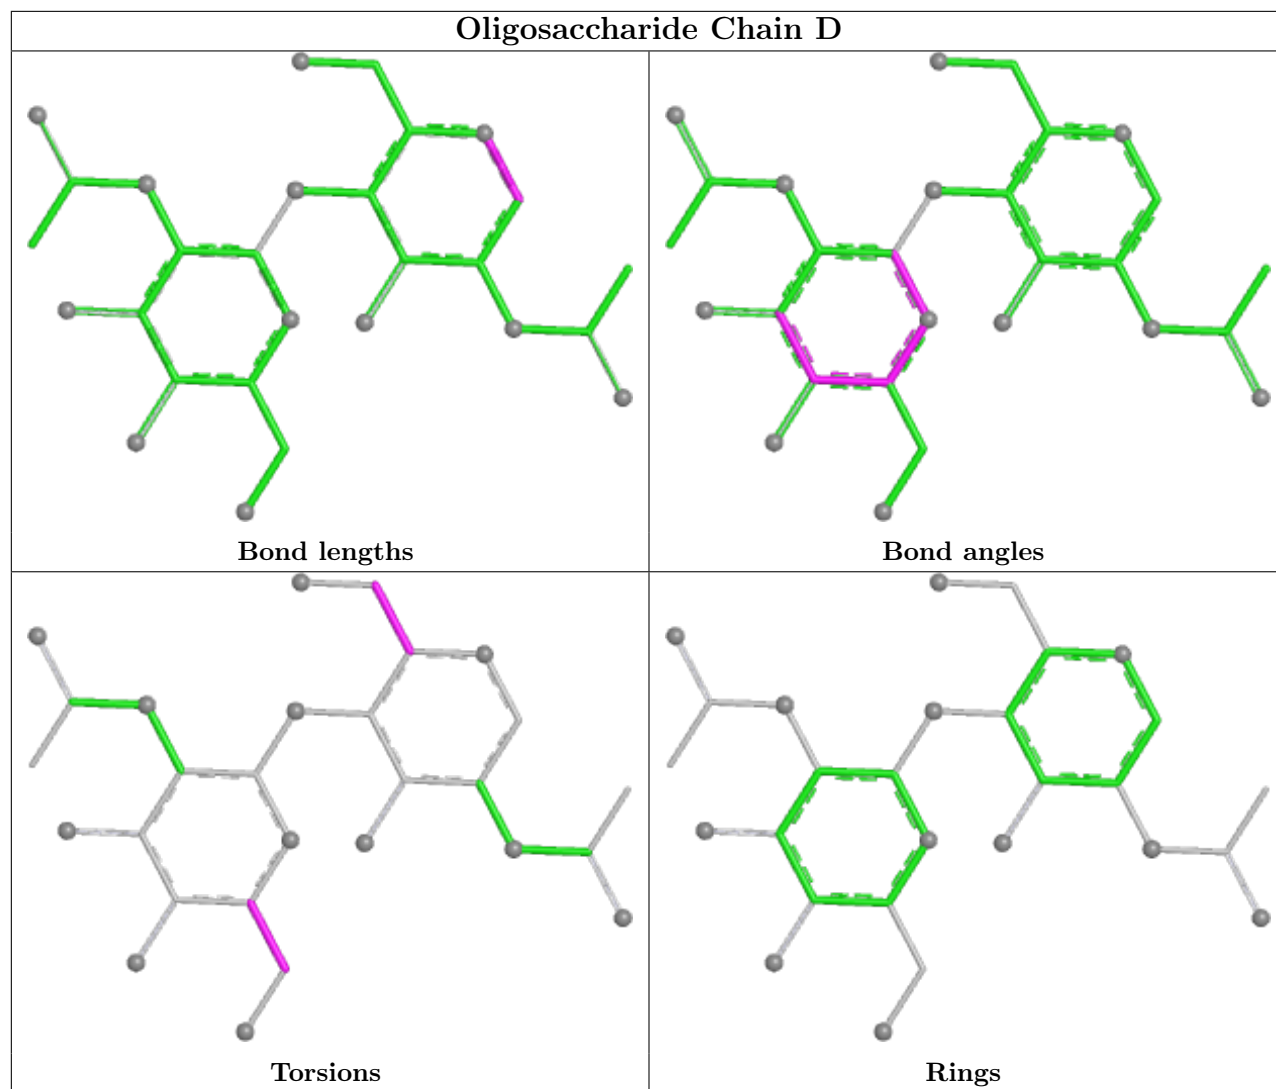 Oligosaccharide Chain D
Bond lengths
Bond angles
Torsions
Rings